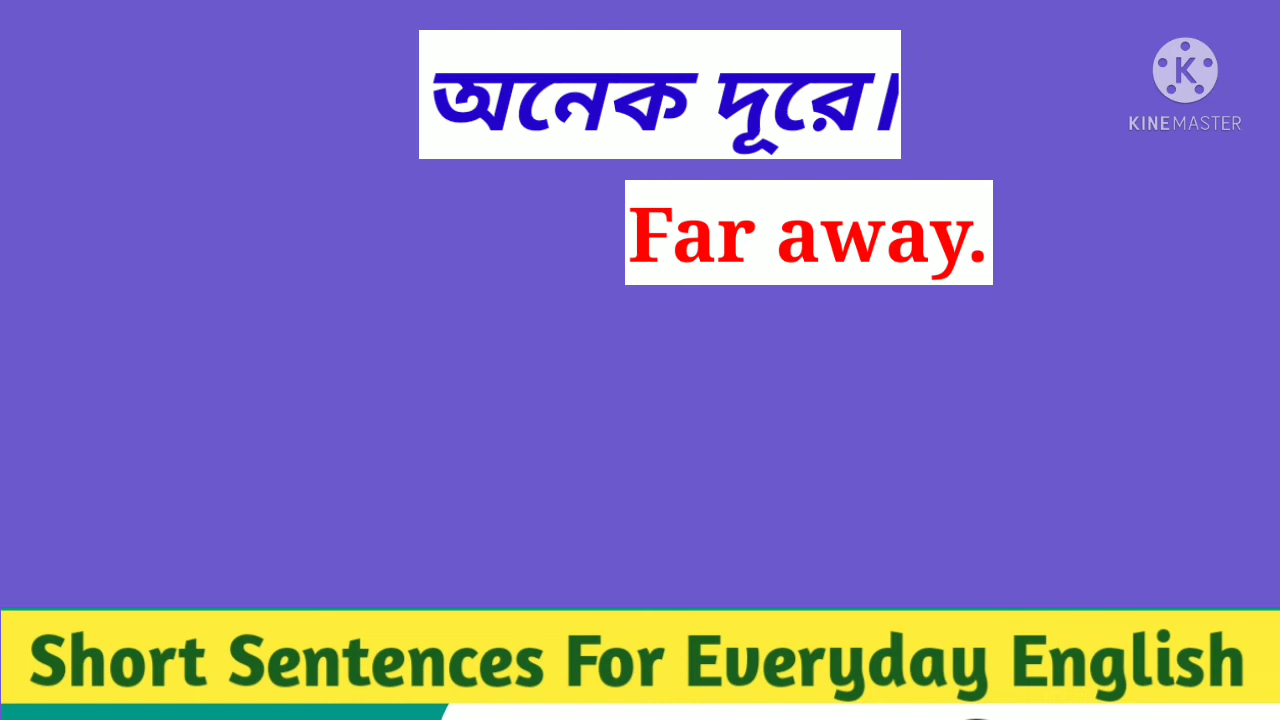 অনেক দূরে।
KINEMASTER
Far away.
Short Sentences For Everyday English